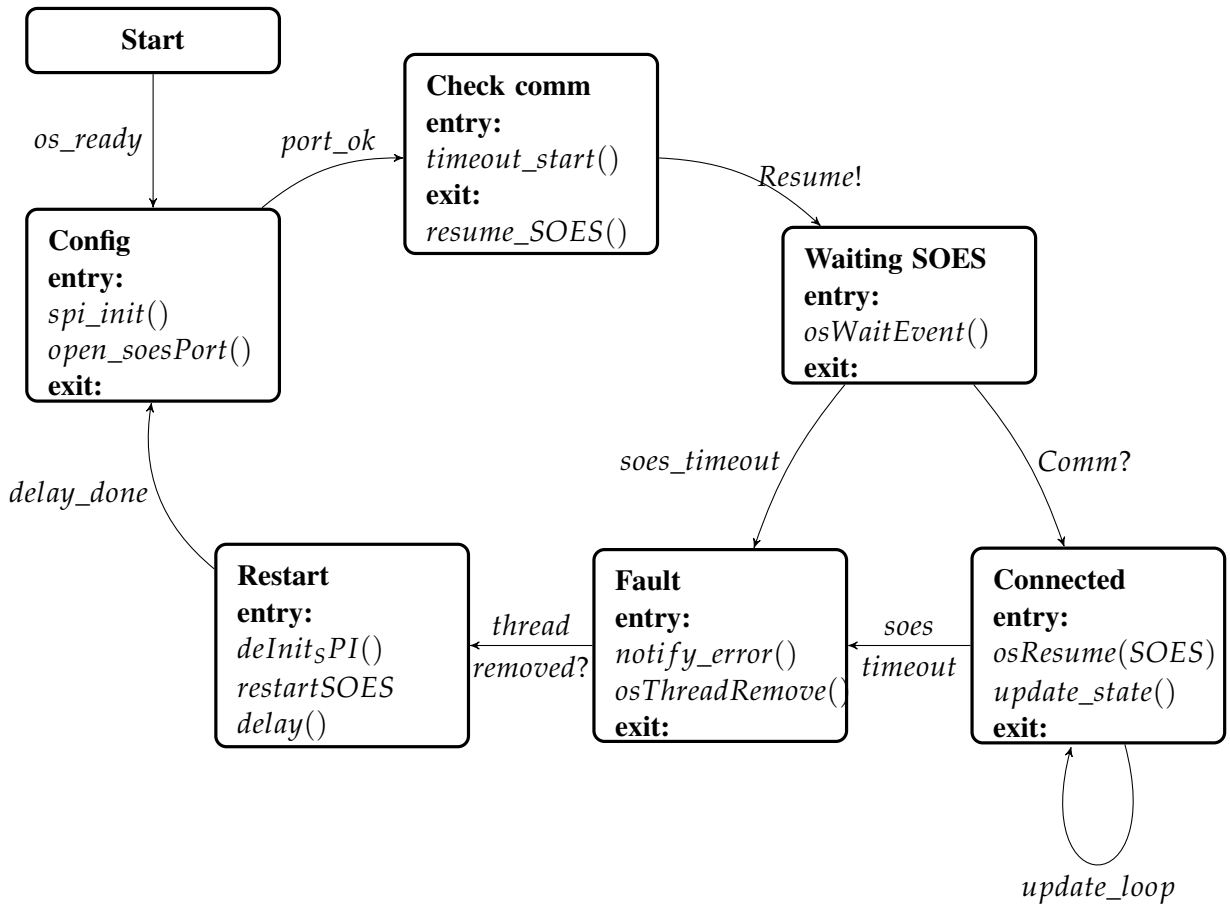 Start
os_ready
Config
entry:
spi_init()
open_soesPort()
exit:
port_ok
Check comm
entry:
timeout_start()
exit:
resume_SOES()
Resume!
Waiting SOES
entry:
osWaitEvent()
exit:
soes_timeout
Comm?
Connected
entry:
osResume(SOES)
update_state()
exit:
update_loop
soes
timeout
Fault
entry:
notify_error()
osThreadRemove()
exit:
thread
removed?
Restart
entry:
deInit_SPI()
restartSOES
delay()
delay_done